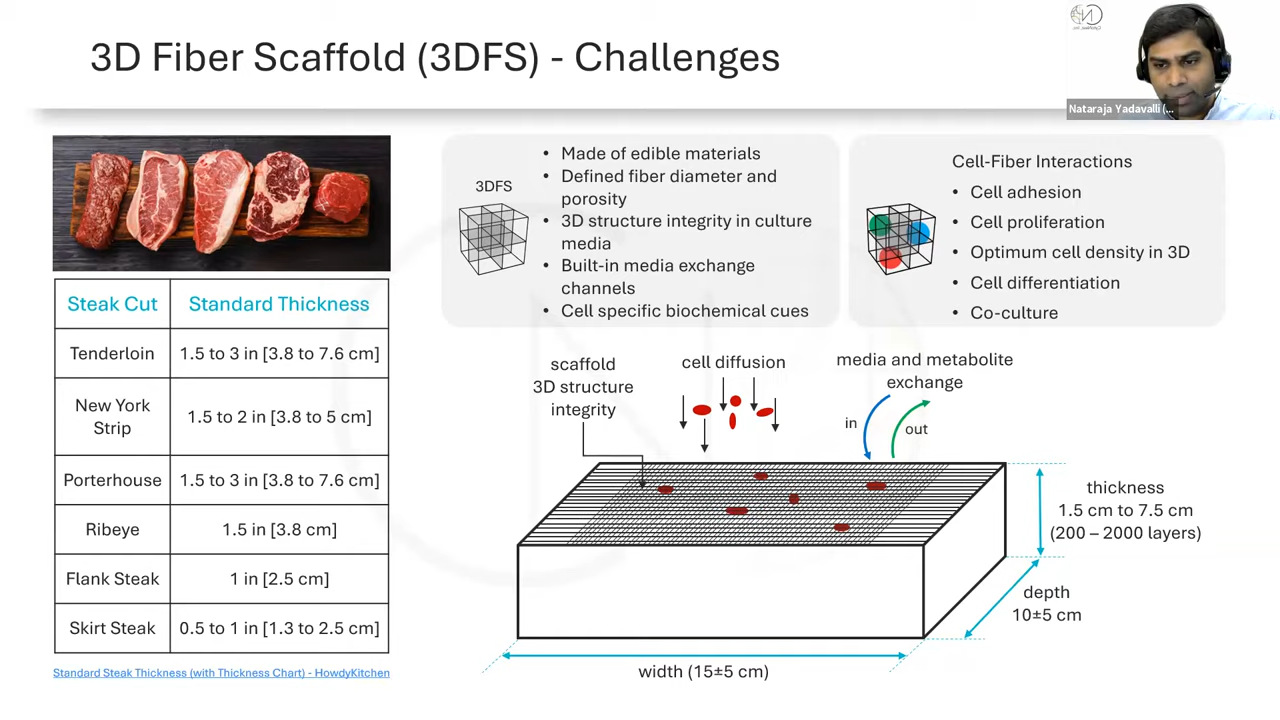 3D Fiber Scaffold (3DFS) - Challenges
Nataraja Yadavalli (...
Steak Cut Standard Thickness
Tenderloin 1.5 to 3 in [3.8 to 7.6 cm]
New York
Strip
1.5 to 2 in [3.8 to 5 cm]
Porterhouse 1.5 to 3 in [3.8 to 7.6 cm]
Ribeye 1.5 in [3.8 cm]
Flank Steak 1 in [2.5 cm]
Skirt Steak 0.5 to 1 in [1.3 to 2.5 cm]
Standard Steak Thickness (with Thickness Chart) - HowdyKitchen
3DFS
• Made of edible materials
• Defined fiber diameter and
porosity
• 3D structure integrity in culture
media
• Built-in media exchange
channels
• Cell specific biochemical cues
Cell-Fiber Interactions
• Cell adhesion
• Cell proliferation
• Optimum cell density in 3D
• Cell differentiation
• Co-culture
scaffold
3D structure
integrity
cell diffusion
media and metabolite
exchange
in
out
thickness
1.5 cm to 7.5 cm
(200 – 2000 layers)
depth
10±5 cm
width (15±5 cm)